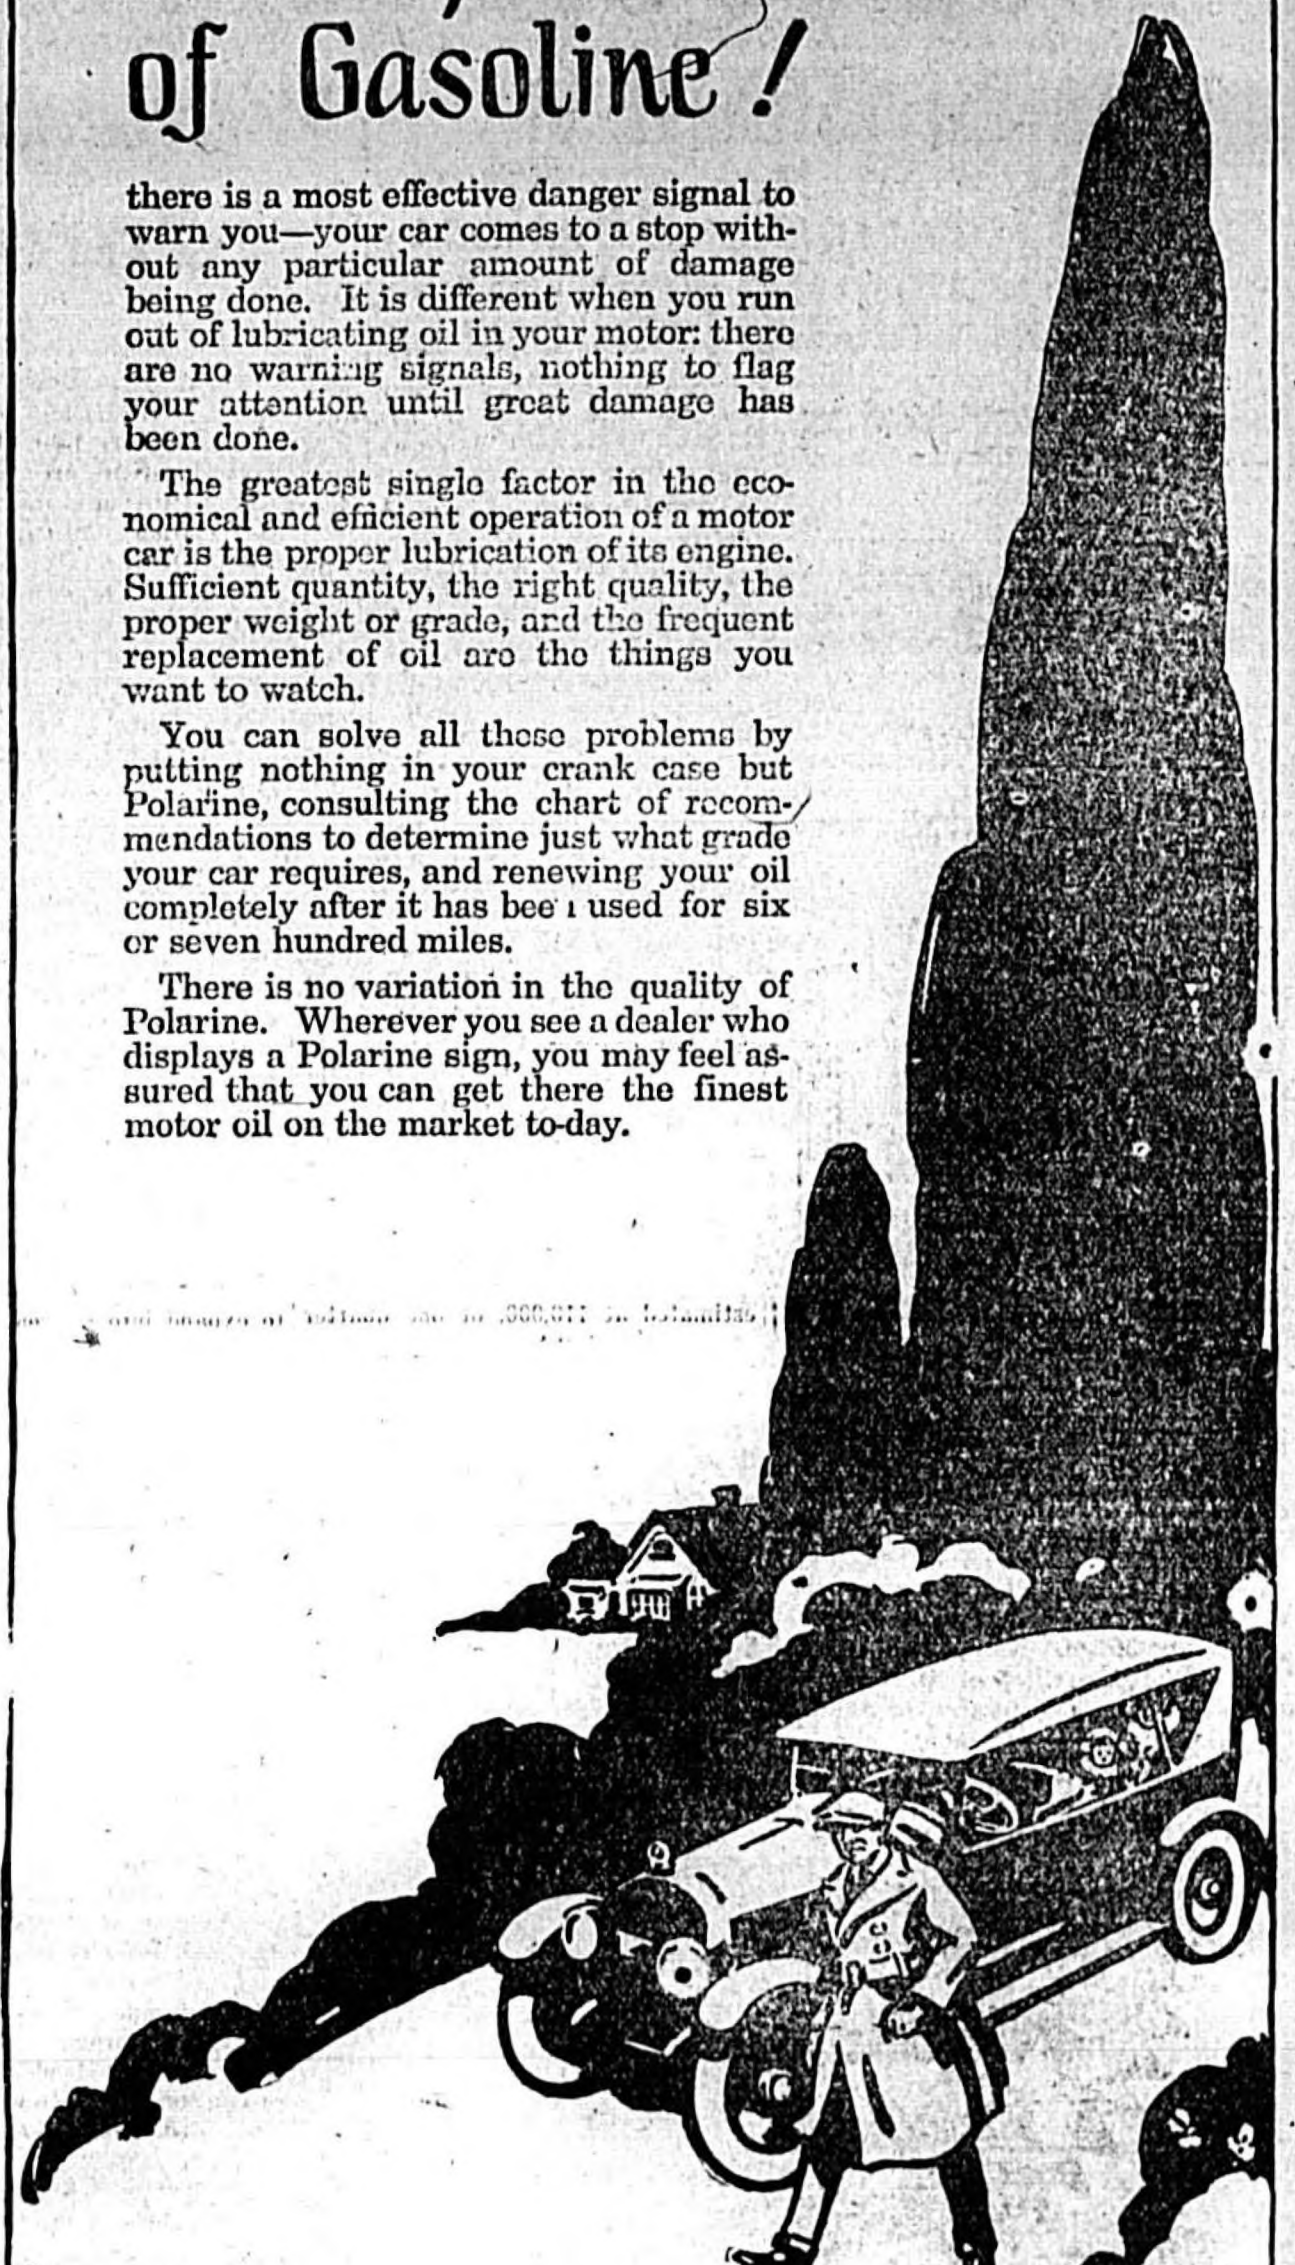 of Gasoline!
there is a most effective danger signal to
warn you—your car comes to a stop with-
out any particular amount of damage
being done. It is different when you run
out of lubricating oil in your motor: there
are no warning signals, nothing to flag
your attention until great damage has
been done.
The greatest single factor in the eco-
nomical and efficient operation of a motor
car is the proper lubrication of its engine.
Sufficient quantity, the right quality, the
proper weight or grade, and the frequent
replacement of oil are the things you
want to watch.
You can solve all these problems by
putting nothing in your crank case but
Polarine, consulting the chart of recom-
mendations to determine just what grade
your car requires, and renewing your oil
completely after it has been used for six
or seven hundred miles.
There is no variation in the quality of
Polarine. Wherever you see a dealer who
displays a Polarine sign, you may feel as-
sured that you can get there the finest
motor oil on the market to-day.